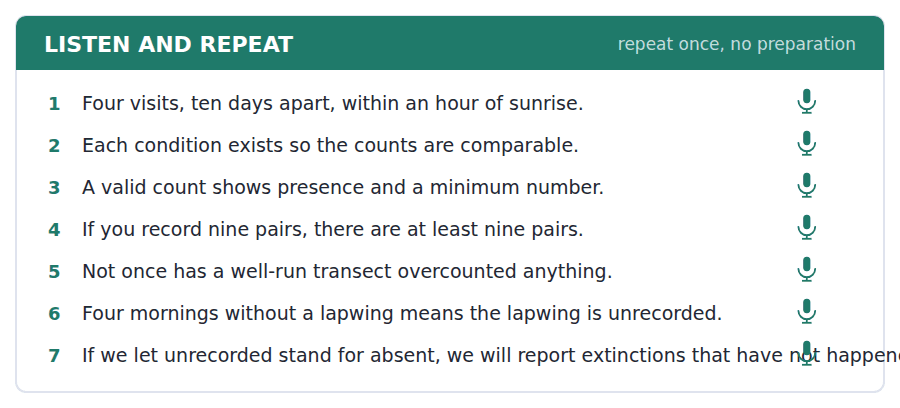 LISTEN AND REPEAT
repeat once, no preparation
1 Four visits, ten days apart, within an hour of sunrise.
2 Each condition exists so the counts are comparable.
3 A valid count shows presence and a minimum number.
4 If you record nine pairs, there are at least nine pairs.
5 Not once has a well-run transect overcounted anything.
6 Four mornings without a lapwing means the lapwing is unrecorded.
7 If we let unrecorded stand for absent, we will report extinctions that have not